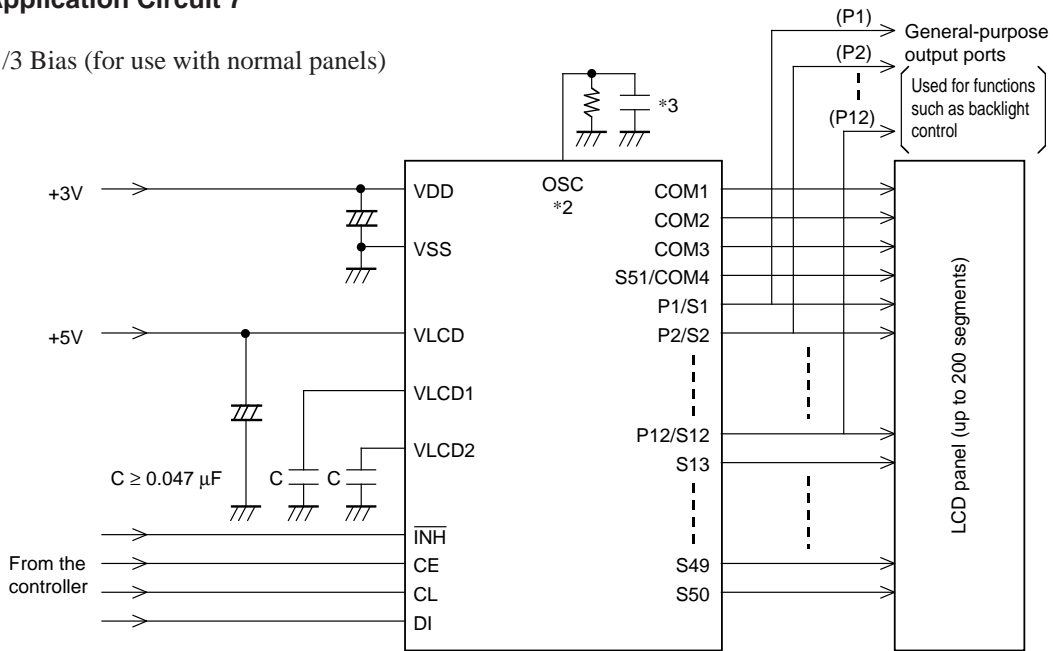 pplication Circuit 7
/3 Bias (for use with normal panels)
(P1)
General-purpose
output ports
(P2)
Used for functions
such as backlight
control
(P12)
*3
+3V
VDD
OSC
*2
COM1
COM2
VSS
COM3
S51/COM4
P1/S1
+5V
VLCD
P2/S2
VLCD1
P12/S12
VLCD2
S13
C ≥ 0.047 μF
C
C
LCD panel (up to 200 segments)
INH
From the
controller
CE
S49
CL
S50
DI